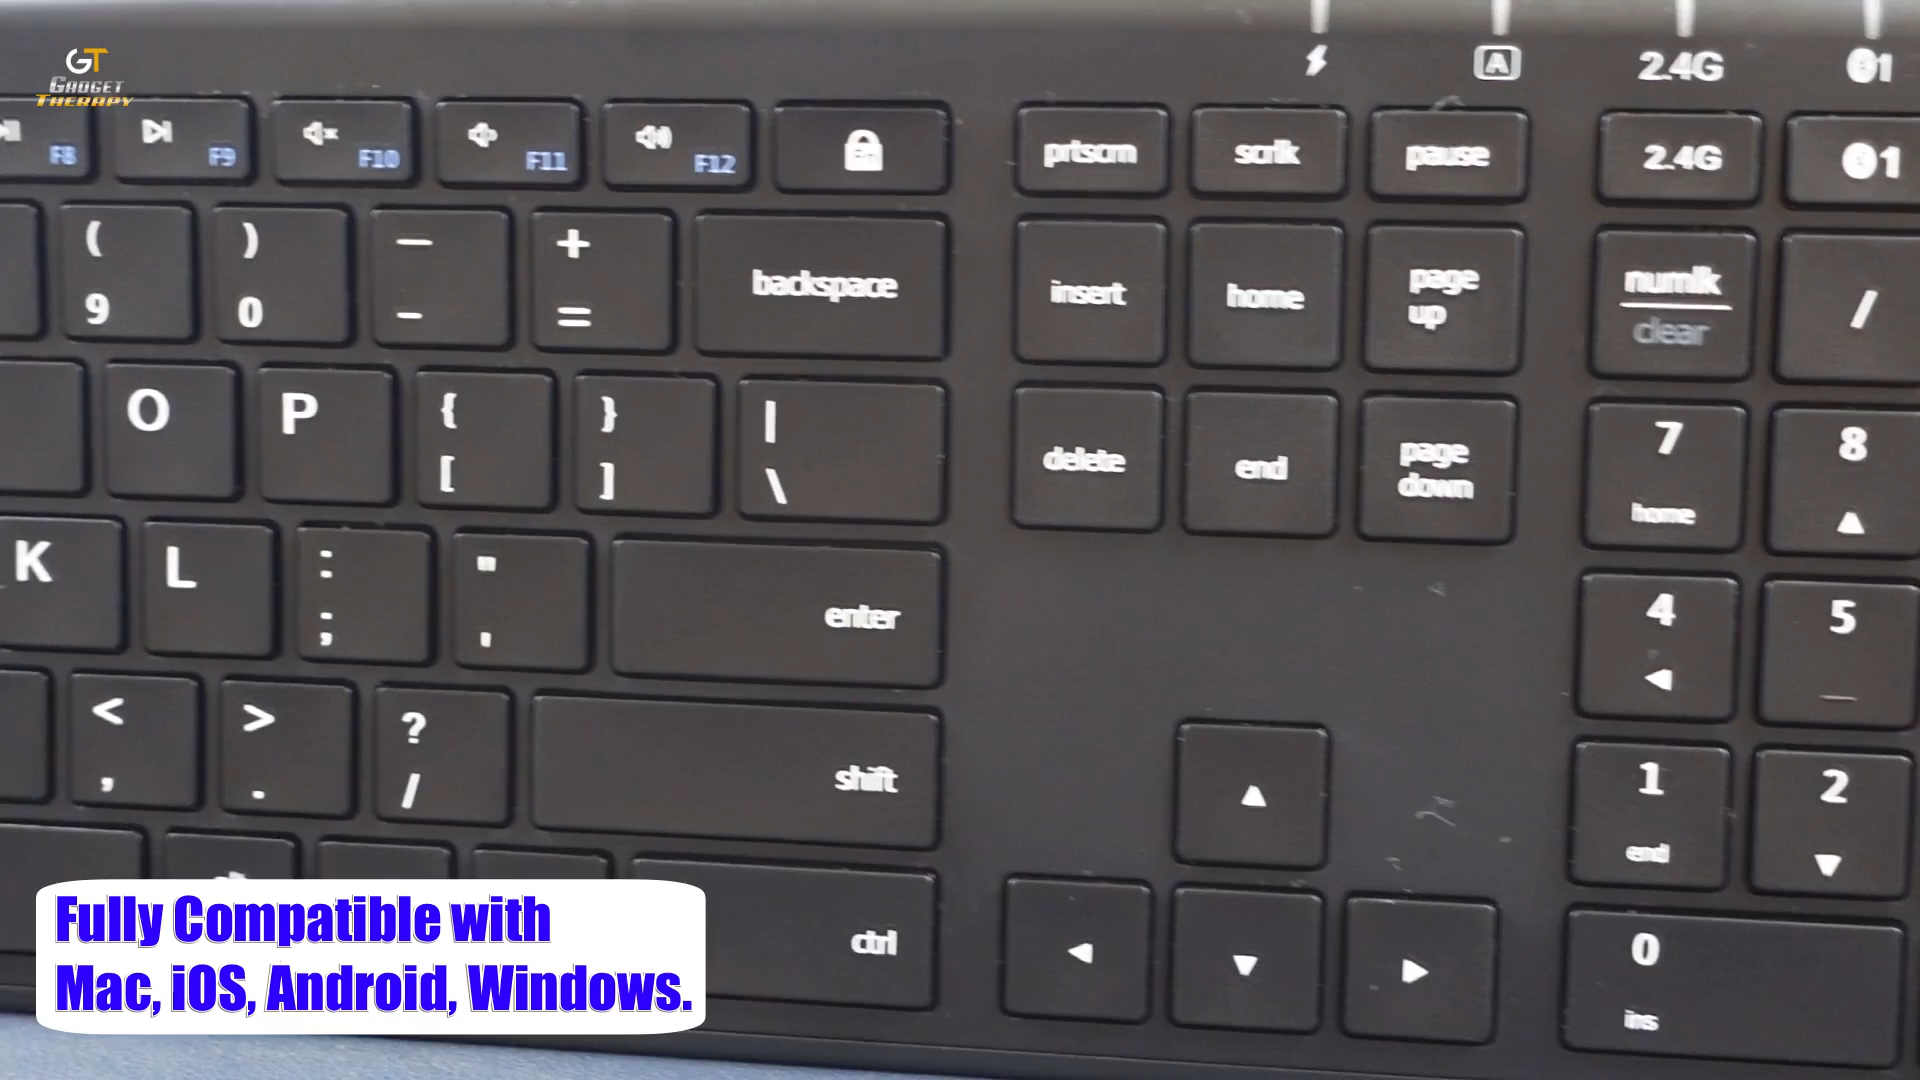 GT
GADGET
THERAPY
A 2.4G 1
F8 F9 F10 F11 F12 prtscrn scrlk pause 2.4G 1
( ) — + backspace insert home page up numlk /
9 0 - = clear
O P { } | delete end page down 7 8
[ ] \ home
K L : " enter 4 5
; '
< > ? shift 1 2
, . / end
ctrl 0
ins
Fully Compatible with
Mac, iOS, Android, Windows.